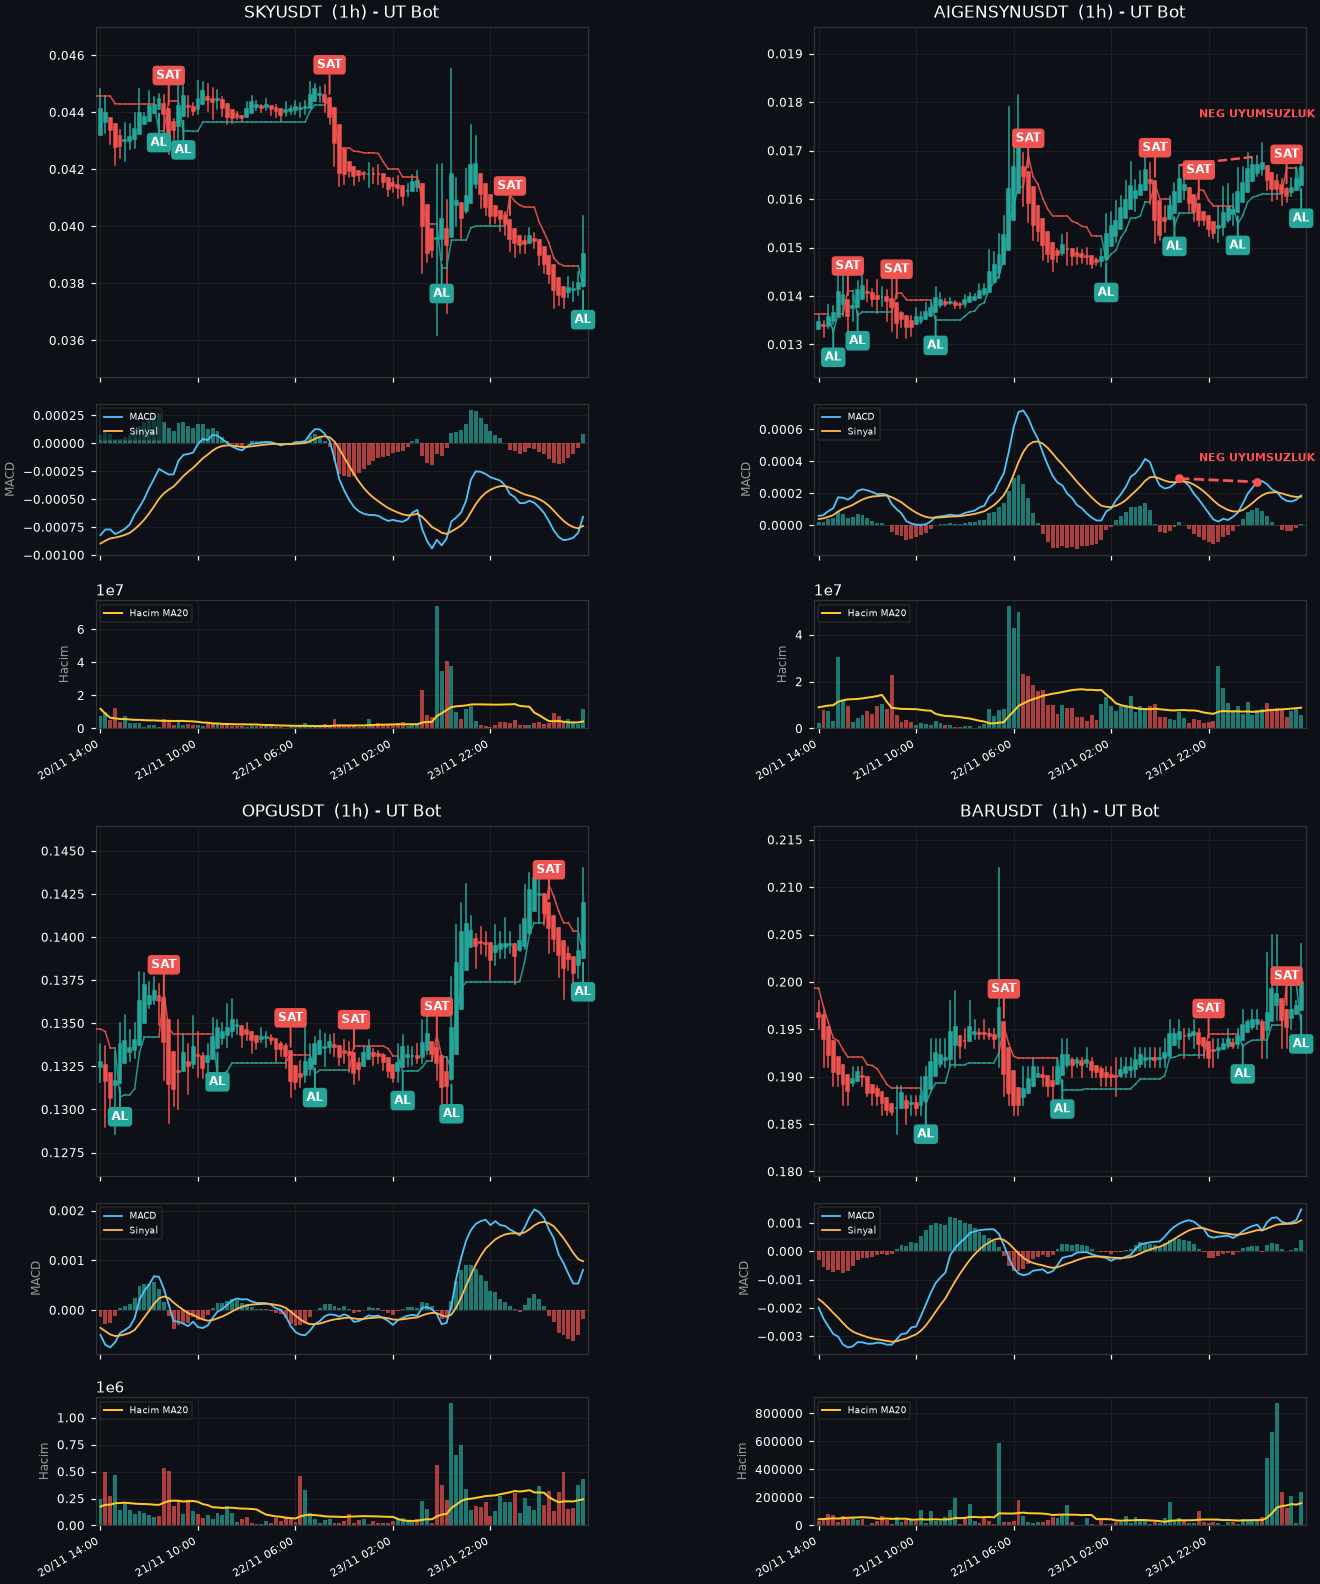 SKYUSDT (1h) - UT Bot
0.046
0.044
0.042
0.040
0.038
0.036
SAT
AL
AL
SAT
AL
SAT
AL
MACD
0.00025
0.00000
−0.00025
−0.00050
−0.00075
−0.00100
MACD
Sinyal
1e7
Hacim
6
4
2
0
Hacim MA20
20/11 14:00
21/11 10:00
22/11 06:00
23/11 02:00
23/11 22:00
AIGENSYNUSDT (1h) - UT Bot
0.019
0.018
0.017
0.016
0.015
0.014
0.013
NEG UYUMSUZLUK
AL
SAT
AL
SAT
AL
SAT
AL
SAT
AL
SAT
AL
SAT
AL
MACD
0.0006
0.0004
0.0002
0.0000
MACD
Sinyal
NEG UYUMSUZLUK
1e7
Hacim
4
2
0
Hacim MA20
20/11 14:00
21/11 10:00
22/11 06:00
23/11 02:00
23/11 22:00
OPGUSDT (1h) - UT Bot
0.1450
0.1425
0.1400
0.1375
0.1350
0.1325
0.1300
0.1275
AL
SAT
AL
SAT
AL
SAT
AL
SAT
AL
SAT
AL
MACD
0.002
0.001
0.000
MACD
Sinyal
1e6
Hacim
1.00
0.75
0.50
0.25
0.00
Hacim MA20
20/11 14:00
21/11 10:00
22/11 06:00
23/11 02:00
23/11 22:00
BARUSDT (1h) - UT Bot
0.215
0.210
0.205
0.200
0.195
0.190
0.185
0.180
AL
SAT
AL
SAT
AL
SAT
AL
MACD
0.001
0.000
−0.001
−0.002
−0.003
MACD
Sinyal
Hacim
800000
600000
400000
200000
0
Hacim MA20
20/11 14:00
21/11 10:00
22/11 06:00
23/11 02:00
23/11 22:00